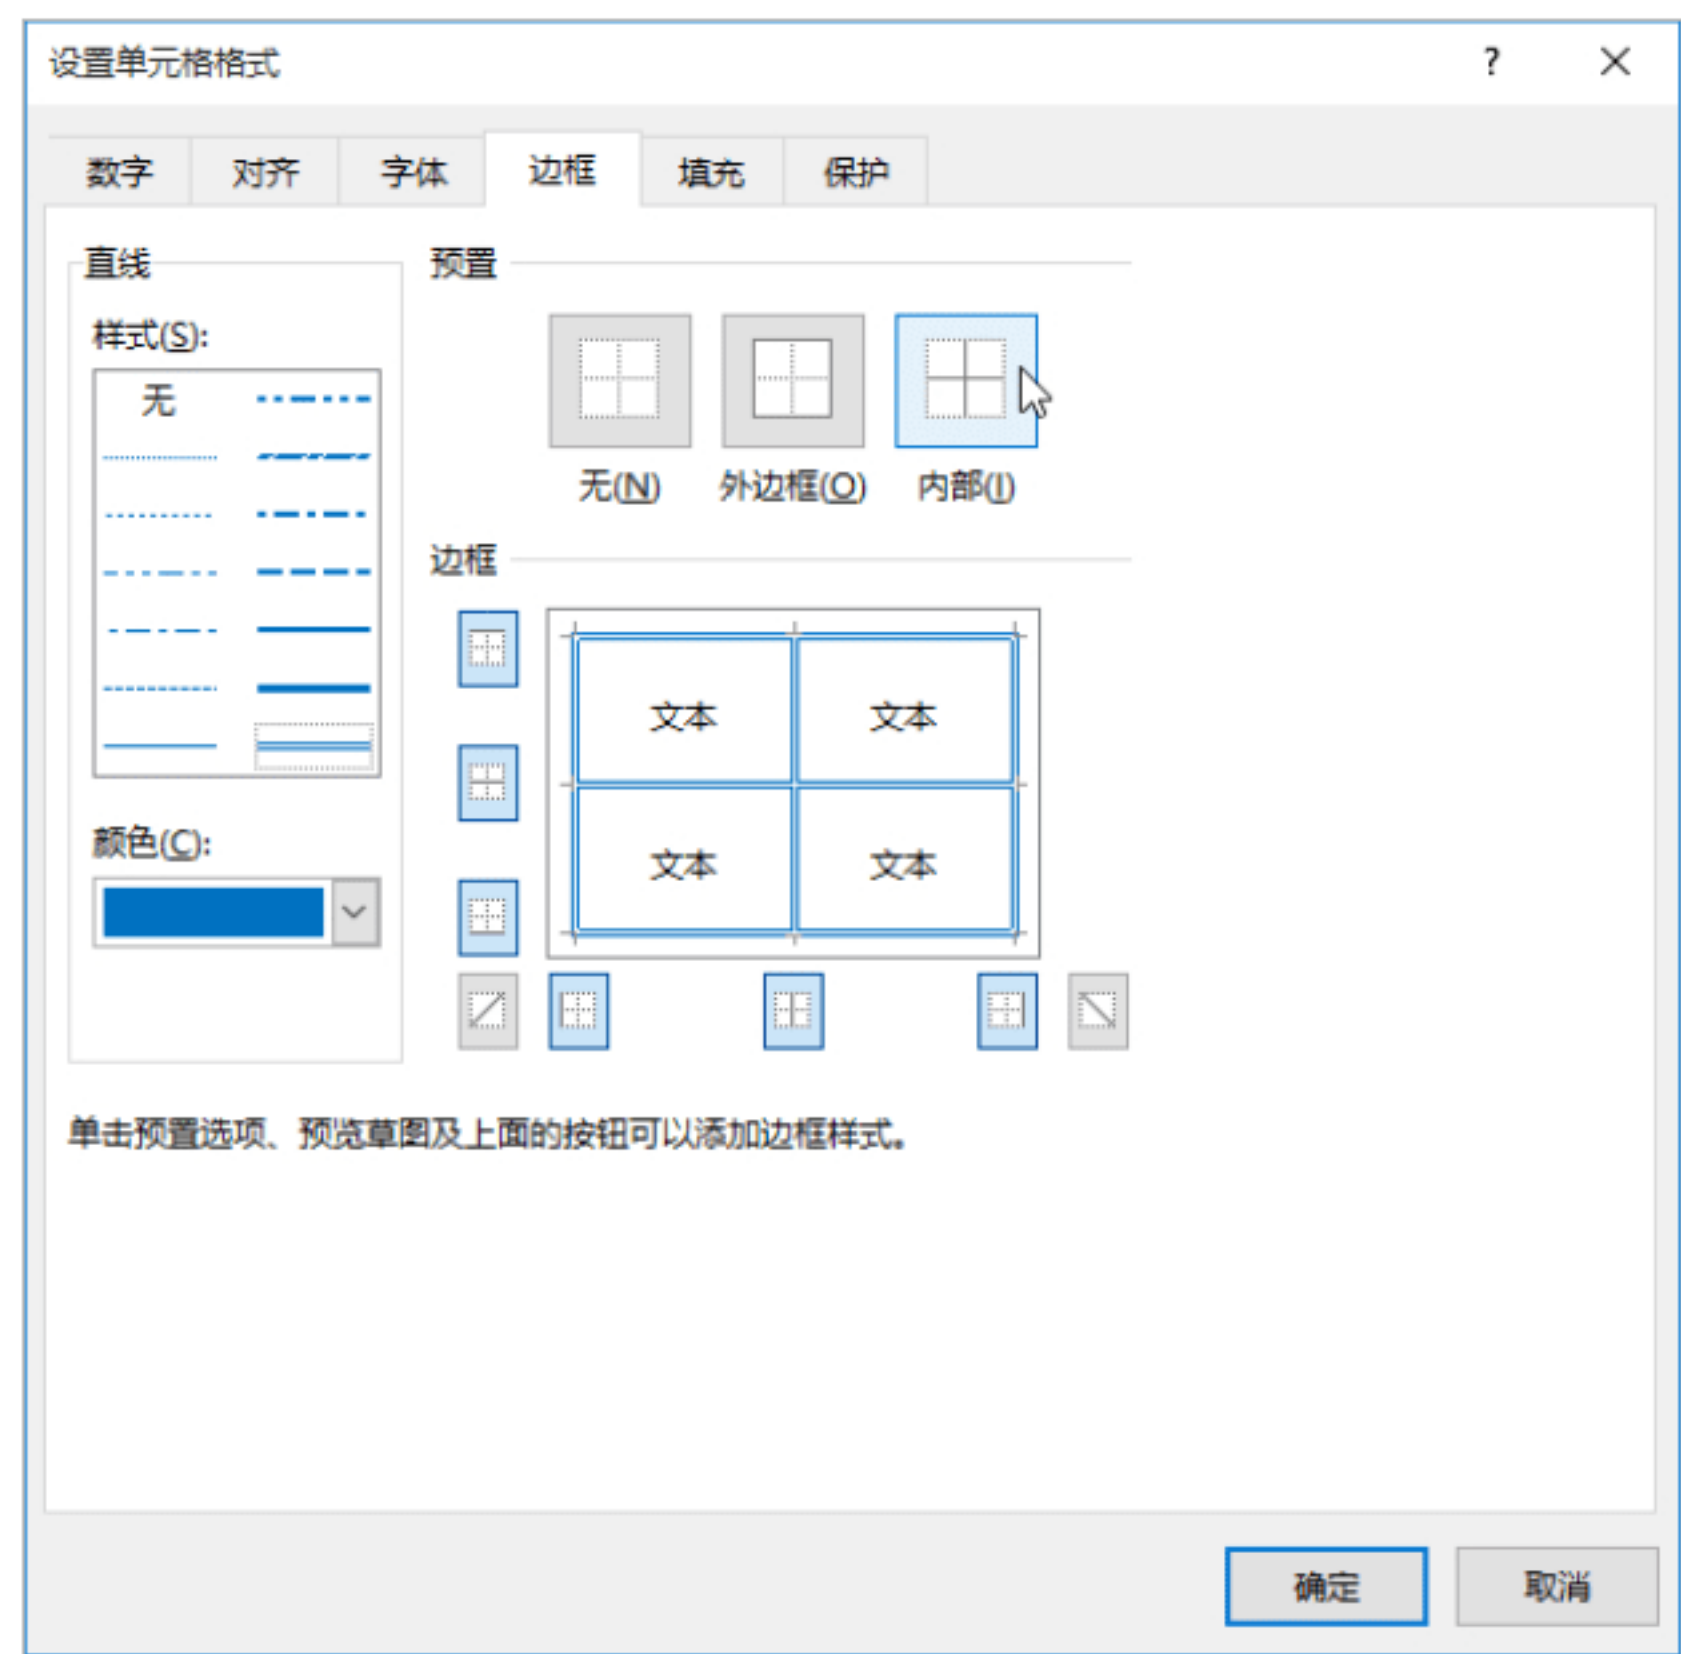 设置单元格格式 ?
数字 对齐 字体 边框 填充 保护
直线 预置
样式(S):
无
无(N) 外边框(O) 内部(I)
边框
文本 文本
文本 文本
颜色(C):
单击预置选项、预览草图及上面的按钮可以添加边框样式。
确定 取消